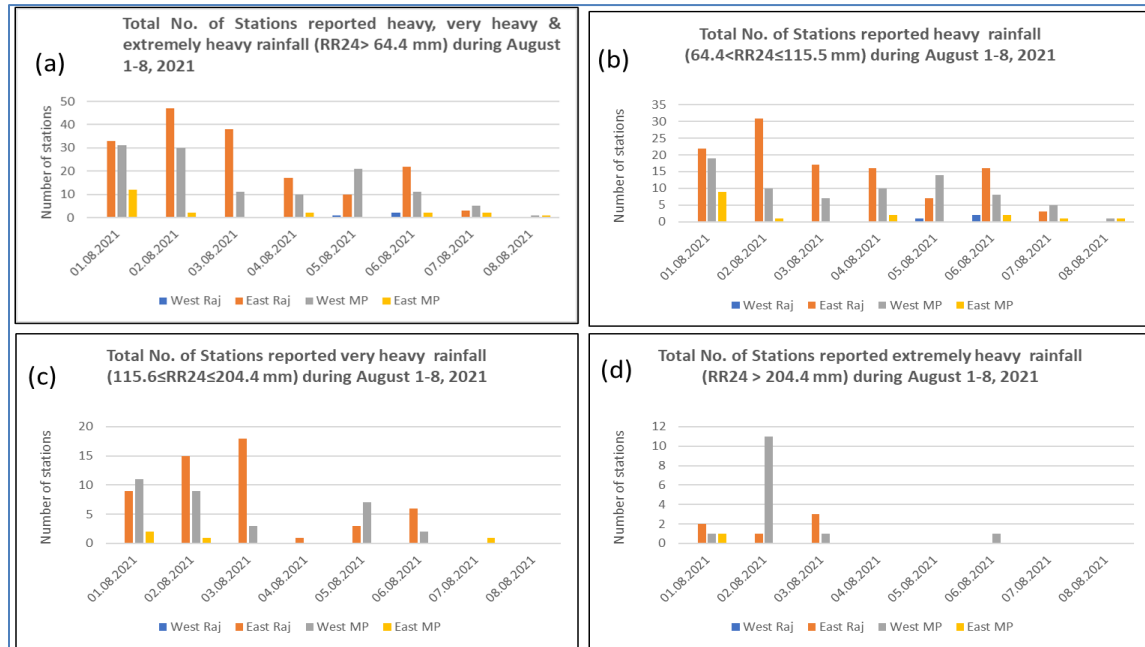 (a)
Total No. of Stations reported heavy, very heavy &
extremely heavy rainfall (RR24> 64.4 mm) during August
1-8, 2021
Number of stations
50
40
30
20
10
0
01.08.2021
02.08.2021
03.08.2021
04.08.2021
05.08.2021
06.08.2021
07.08.2021
08.08.2021
West Raj East Raj West MP East MP
(b)
Total No. of Stations reported heavy rainfall
(64.4<RR24≤115.5 mm) during August 1-8, 2021
Number of stations
35
30
25
20
15
10
5
0
01.08.2021
02.08.2021
03.08.2021
04.08.2021
05.08.2021
06.08.2021
07.08.2021
08.08.2021
West Raj East Raj West MP East MP
(c)
Total No. of Stations reported very heavy rainfall
(115.6≤RR24≤204.4 mm) during August 1-8, 2021
Number of stations
20
15
10
5
0
01.08.2021
02.08.2021
03.08.2021
04.08.2021
05.08.2021
06.08.2021
07.08.2021
08.08.2021
West Raj East Raj West MP East MP
(d)
Total No. of Stations reported extremely heavy rainfall
(RR24 > 204.4 mm) during August 1-8, 2021
Number of stations
12
10
8
6
4
2
0
01.08.2021
02.08.2021
03.08.2021
04.08.2021
05.08.2021
06.08.2021
07.08.2021
08.08.2021
West Raj East Raj West MP East MP